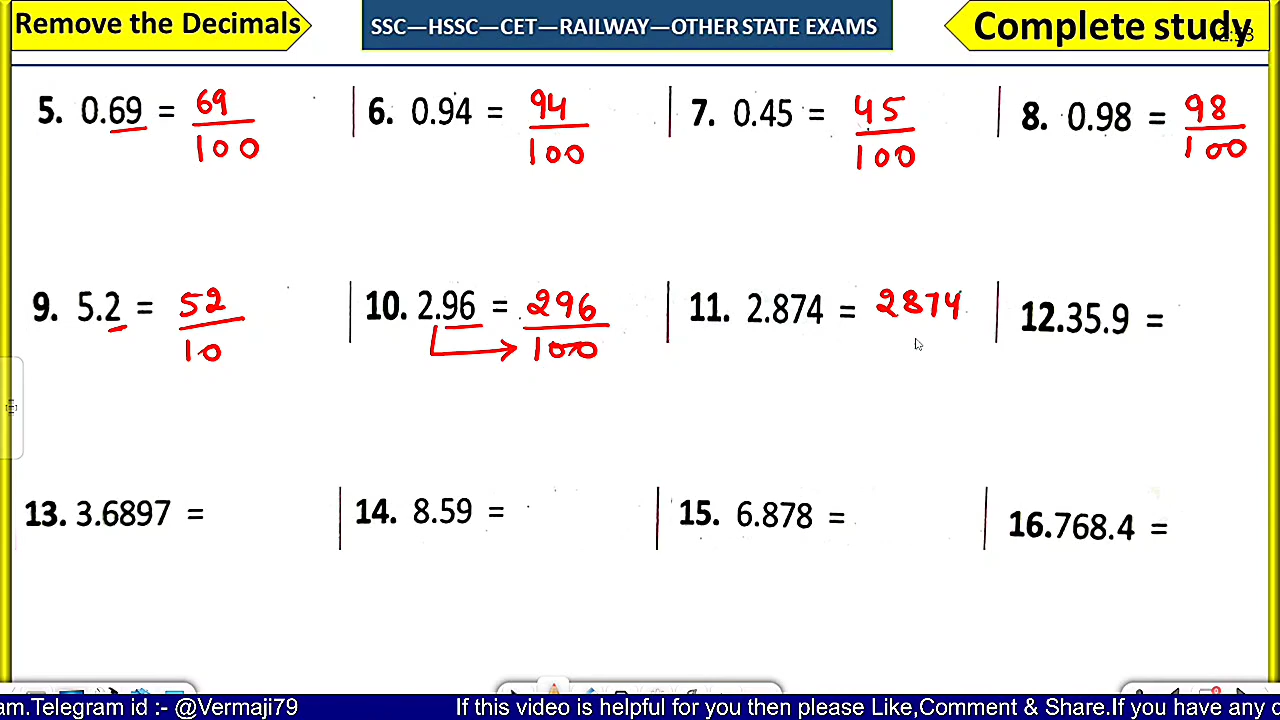 Remove the Decimals
SSC—HSSC—CET—RAILWAY—OTHER STATE EXAMS
Complete study
5. 0.69 = 69/100
6. 0.94 = 94/100
7. 0.45 = 45/100
8. 0.98 = 98/100
9. 5.2 = 52/10
10. 2.96 = 296/100
11. 2.874 = 2874
12. 35.9 =
13. 3.6897 =
14. 8.59 =
15. 6.878 =
16. 768.4 =
am.Telegram id :- @Vermaji79 If this video is helpful for you then please Like,Comment & Share.If you have any